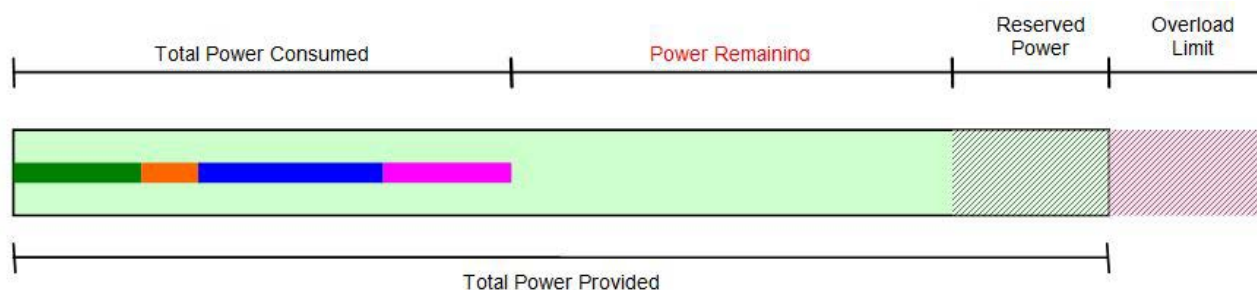 Total Power Consumed
Power Remaining
Reserved
Power
Overload
Limit
Total Power Provided